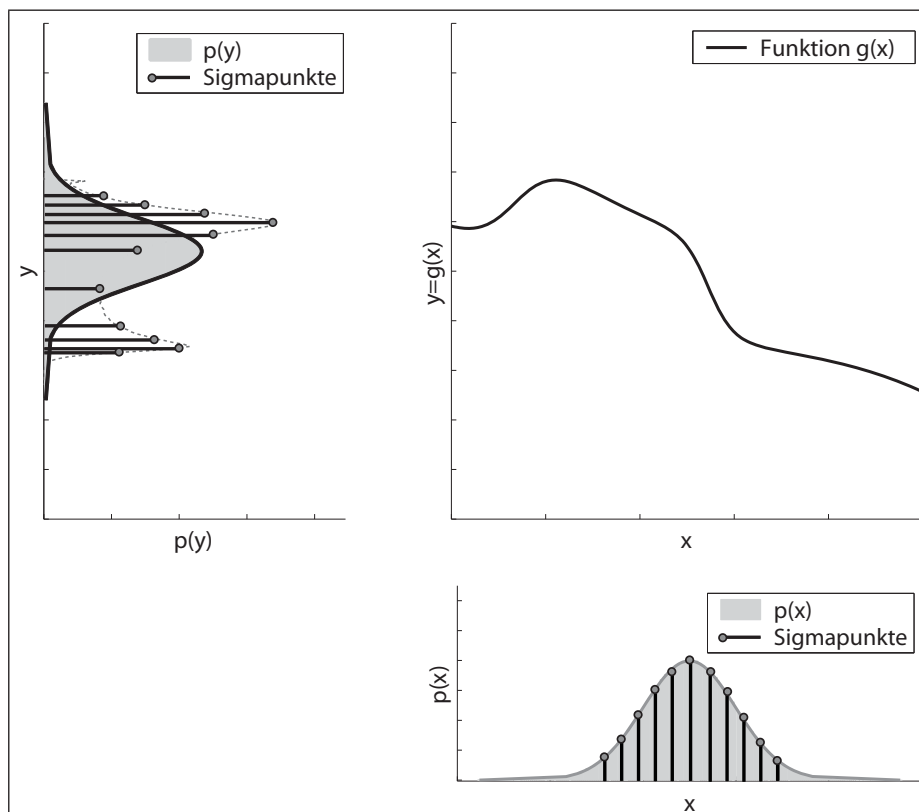 p(y)
Sigmapunkte
y
p(y)
Funktion g(x)
y=g(x)
x
p(x)
Sigmapunkte
p(x)
x